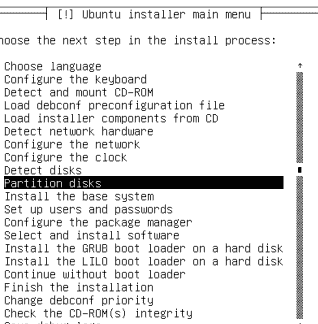 [!] Ubuntu installer main menu
hoose the next step in the install process:
Choose language
Configure the keyboard
Detect and mount CD-ROM
Load debconf preconfiguration file
Load installer components from CD
Detect network hardware
Configure the network
Configure the clock
Detect disks
Partition disks
Install the base system
Set up users and passwords
Configure the package manager
Select and install software
Install the GRUB boot loader on a hard disk
Install the LILO boot loader on a hard disk
Continue without boot loader
Finish the installation
Change debconf priority
Check the CD-ROM(s) integrity